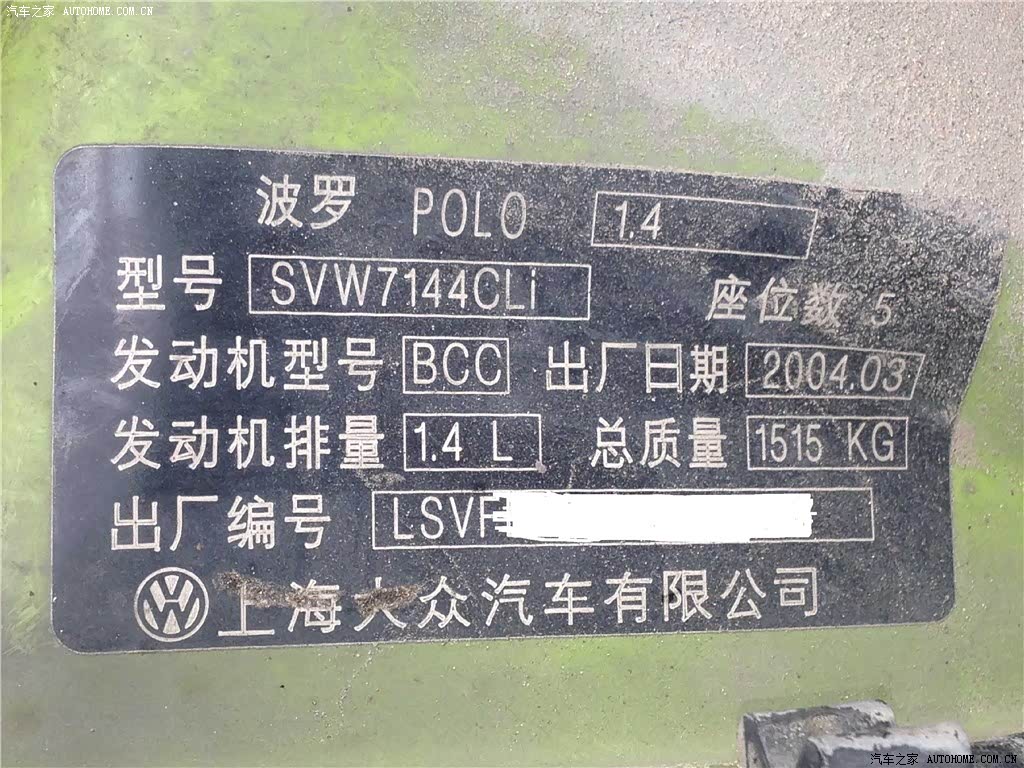 汽车之家 AUTOHOME.COM.CN
波罗 POLO 1.4
型号 SVW7144CLi 座位数 5
发动机型号 BCC 出厂日期 2004.03
发动机排量 1.4 L 总质量 1515 KG
出厂编号 LSVF
上海大众汽车有限公司
汽车之家 AUTOHOME.COM.CN